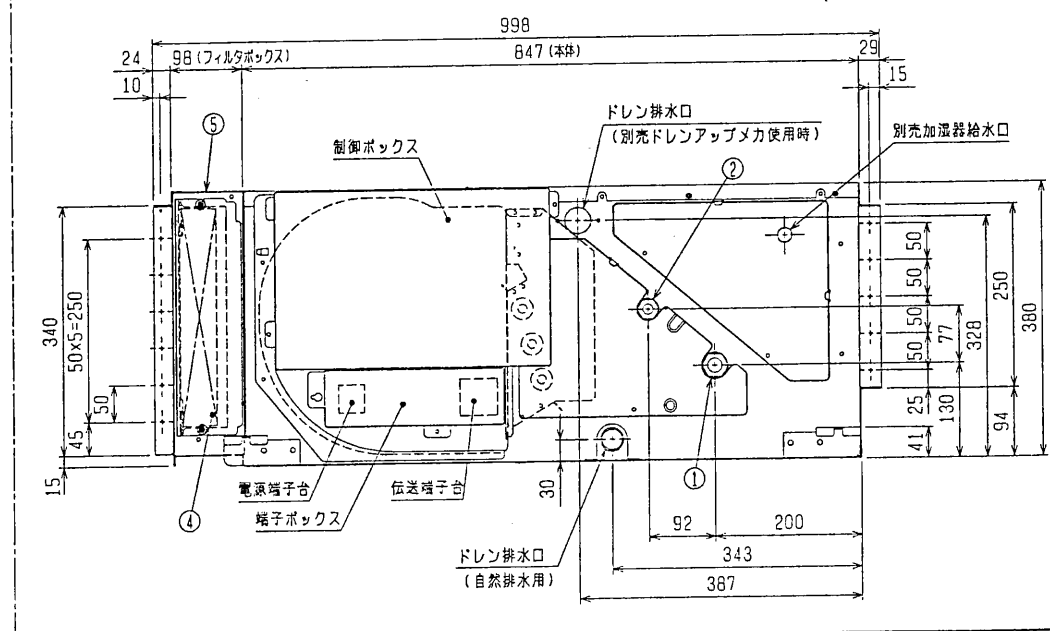 998
24
98 (フィルタボックス)
847 (本体)
29
10
15
⑤
制御ボックス
ドレン排水口
(別売ドレンアップメカ使用時)
②
別売加湿器給水口
340
50x5=250
50
45
15
50
50
50
50
25
41
77
130
328
250
94
380
30
④
電源端子台
端子ボックス
伝送端子台
①
92
200
343
387
ドレン排水口
(自然排水用)